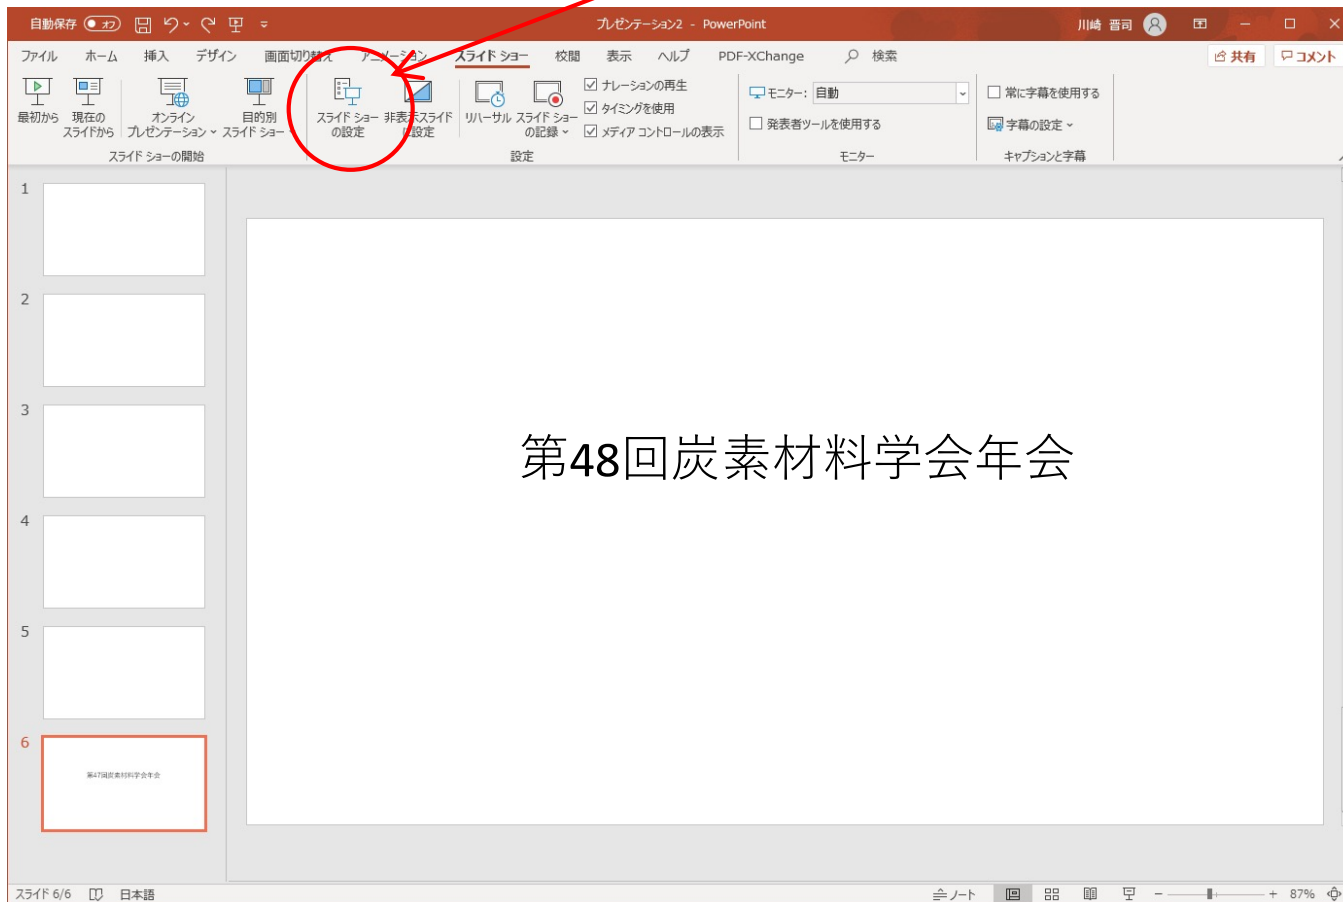 自動保存 オフ プレゼンテーション2 - PowerPoint 川崎 晋司
ファイル ホーム 挿入 デザイン 画面切り替え アニメーション スライド ショー 校閲 表示 ヘルプ PDF-XChange 検索 共有 コメント
最初から 現在の オンライン 目的別 スライド ショー 非表示スライド リハーサル スライド ショー
スライドから プレゼンテーション スライド ショー の設定 に設定 の記録
ナレーションの再生
タイミングを使用
メディア コントロールの表示
モニター: 自動
発表者ツールを使用する
常に字幕を使用する
字幕の設定
スライド ショーの開始 設定 モニター キャプションと字幕
1
2
3
4
5
6
第47回炭素材料学会年会
第48回炭素材料学会年会
スライド 6/6 日本語 ノート - + 87%